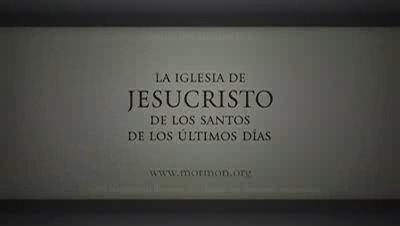 LA IGLESIA DE
JESUCRISTO
DE LOS SANTOS
DE LOS ÚLTIMOS DÍAS
www.mormon.org